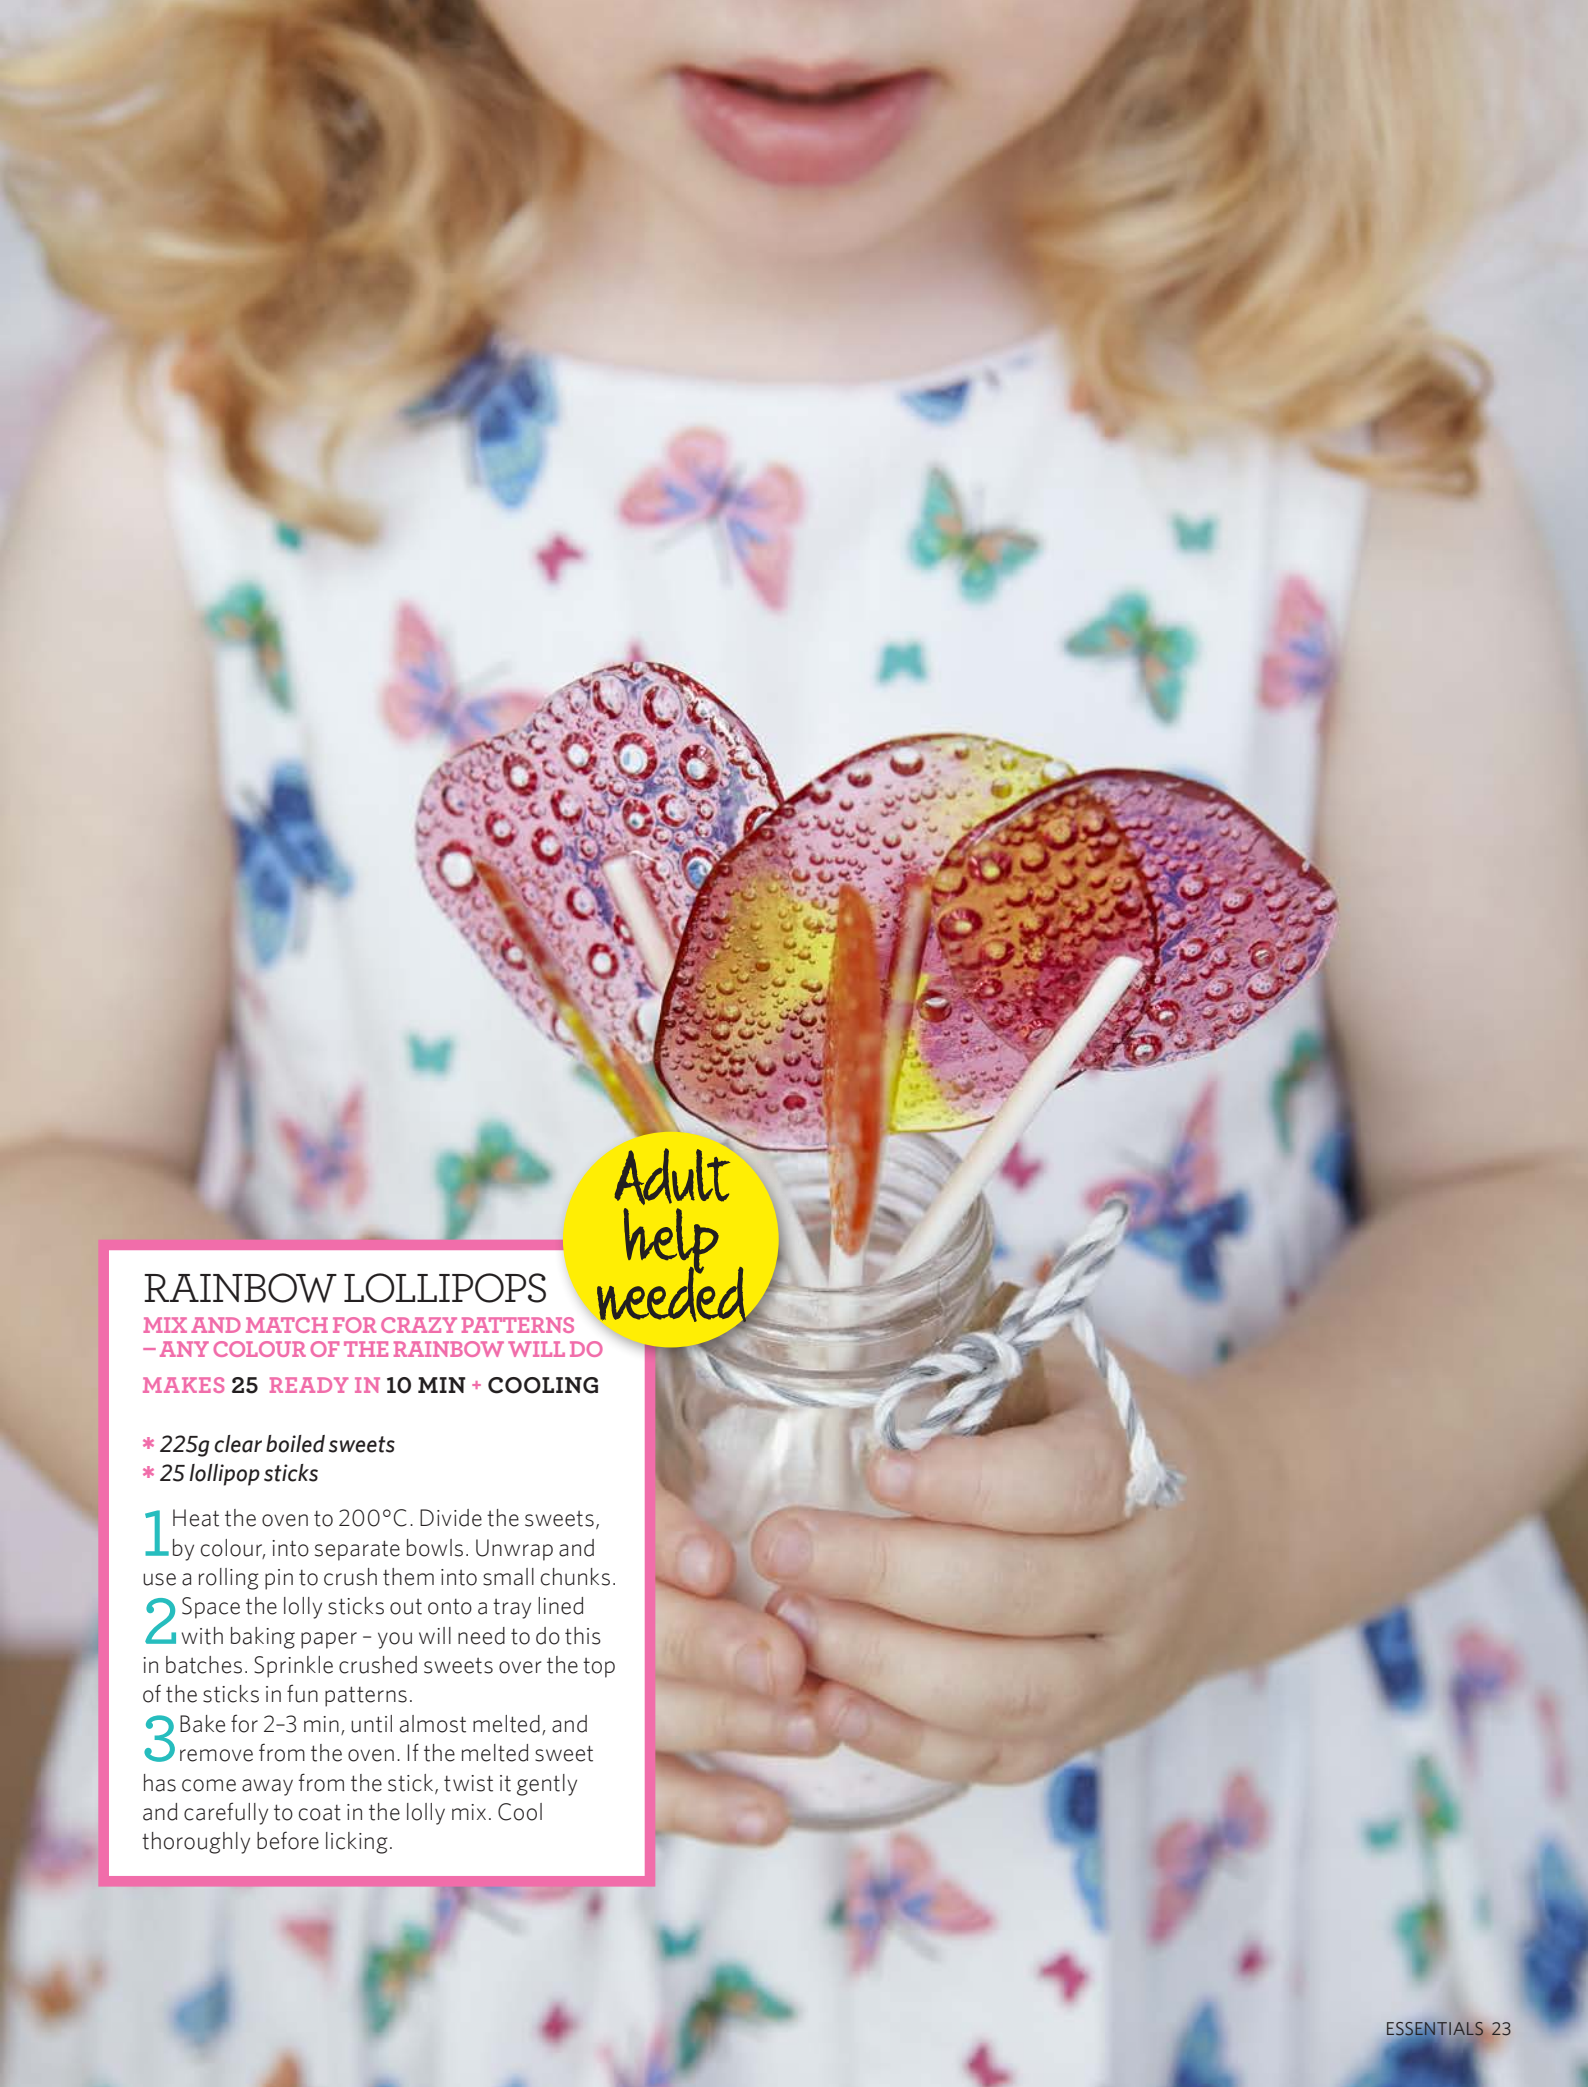 Adult
help
needed
RAINBOW LOLLIPOPS
MIX AND MATCH FOR CRAZY PATTERNS
– ANY COLOUR OF THE RAINBOW WILL DO
MAKES 25 READY IN 10 MIN + COOLING
* 225g clear boiled sweets
* 25 lollipop sticks
1 Heat the oven to 200°C. Divide the sweets,
by colour, into separate bowls. Unwrap and
use a rolling pin to crush them into small chunks.
2 Space the lolly sticks out onto a tray lined
with baking paper – you will need to do this
in batches. Sprinkle crushed sweets over the top
of the sticks in fun patterns.
3 Bake for 2–3 min, until almost melted, and
remove from the oven. If the melted sweet
has come away from the stick, twist it gently
and carefully to coat in the lolly mix. Cool
thoroughly before licking.
ESSENTIALS 23